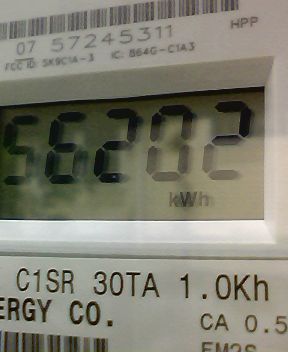 HPP
07 57245311
FCC ID: SK9C1A-3 IC: 864G-C1A3
56202
kWh
C1SR 30TA 1.0Kh
ERGY CO.
CA 0.5
EM2S